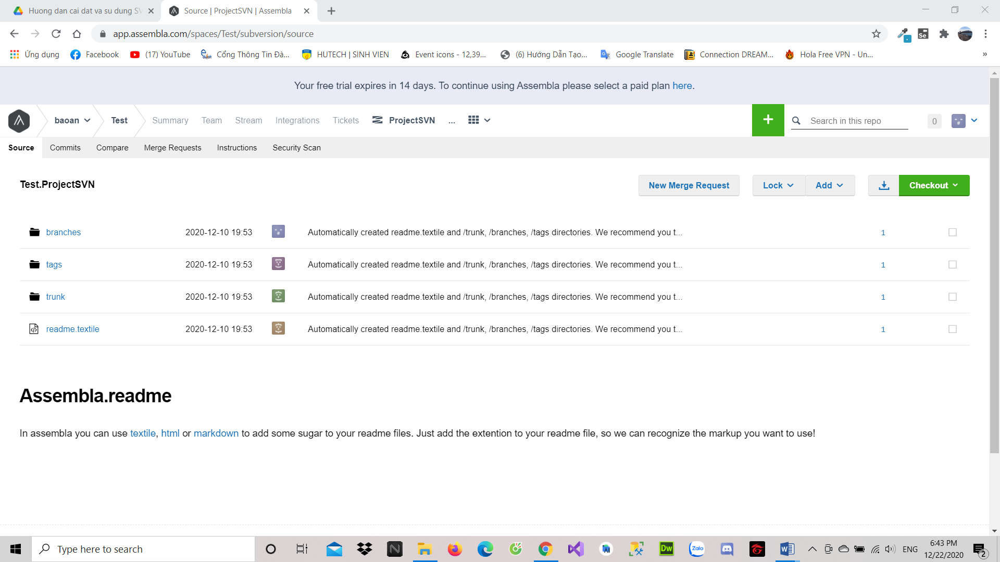 Huong dan cai dat va su dung SV
Source | ProjectSVN | Assembla
app.assembla.com/spaces/Test/subversion/source
Se
Ứng dụng
Facebook
(17) YouTube
Cổng Thông Tin Đà...
HUTECH | SINH VIEN
Event icons - 12,39...
(6) Hướng Dẫn Tạo...
Google Translate
Connection DREAM...
Hola Free VPN - Un...
»
Your free trial expires in 14 days. To continue using Assembla please select a paid plan here.
baoan
Test
Summary
Team
Stream
Integrations
Tickets
ProjectSVN
...
+
Search in this repo
0
Source
Commits
Compare
Merge Requests
Instructions
Security Scan
Test.ProjectSVN
New Merge Request
Lock
Add
Checkout
branches 2020-12-10 19:53 Automatically created readme.textile and /trunk, /branches, /tags directories. We recommend you t... 1
tags 2020-12-10 19:53 Automatically created readme.textile and /trunk, /branches, /tags directories. We recommend you t... 1
trunk 2020-12-10 19:53 Automatically created readme.textile and /trunk, /branches, /tags directories. We recommend you t... 1
readme.textile 2020-12-10 19:53 Automatically created readme.textile and /trunk, /branches, /tags directories. We recommend you t... 1
Assembla.readme
In assembla you can use textile, html or markdown to add some sugar to your readme files. Just add the extention to your readme file, so we can recognize the markup you want to use!
Type here to search
N
Dw
Zalo
W
ENG
6:43 PM
12/22/2020
2